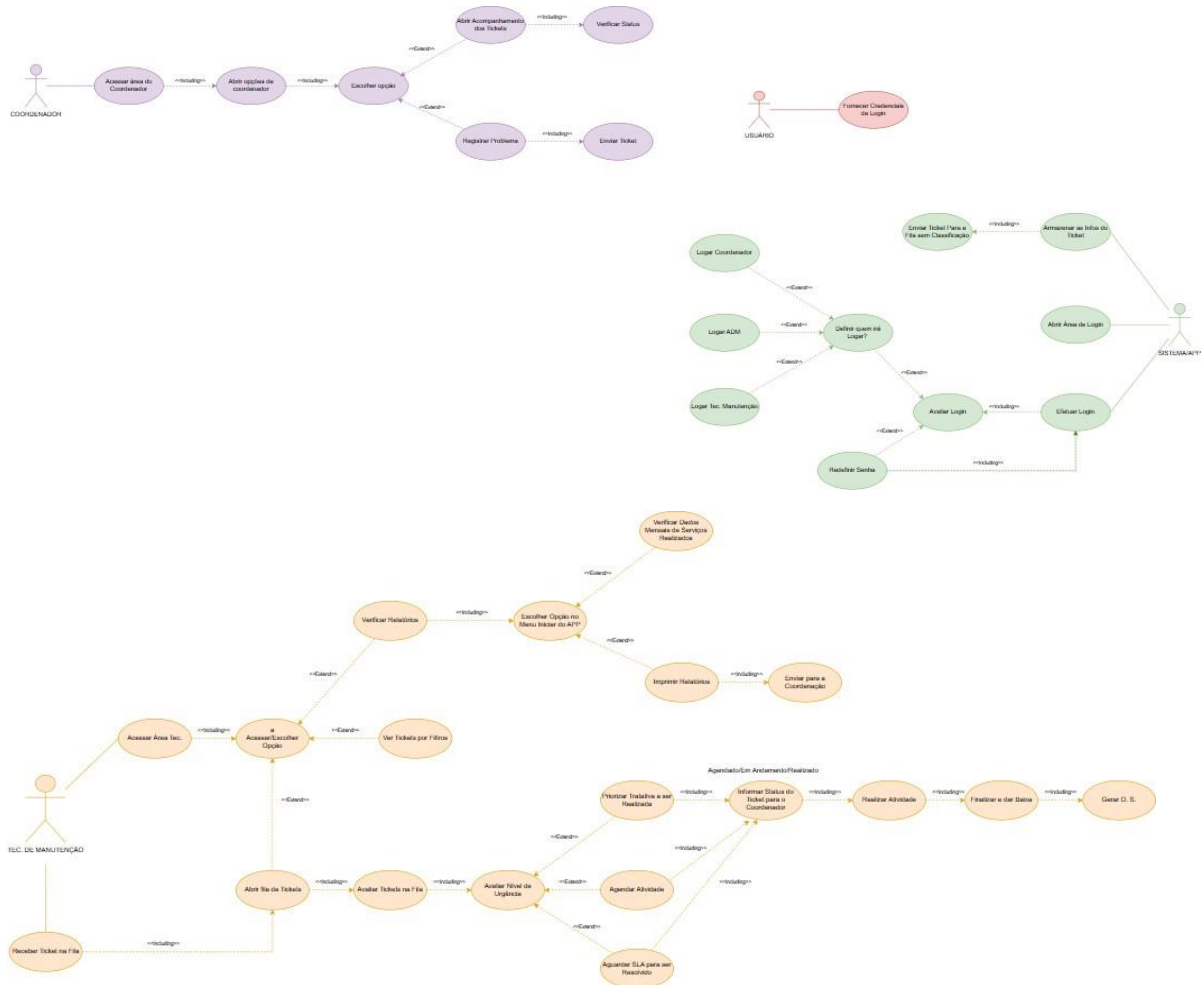 Abrir Acompanhamento
dos Tickets
<<Including>>
Verificar Status
<<Extend>>
COORDENADOR
Acessar área do
Coordenador
<<Including>>
Abrir opções de
coordenador
<<Including>>
Escolher opção
<<Extend>>
Registrar Problema
<<Including>>
Enviar Ticket
USUÁRIO
Fornecer Credenciais
de Login
Enviar Ticket Para a
Fila sem Classificação
<<Including>>
Armazenar as Infos do
Ticket
Logar Coordenador
<<Extend>>
Logar ADM
<<Extend>>
Definir quem irá
Logar?
Abrir Área de Login
SISTEMA/APP
<<Extend>>
<<Extend>>
Logar Tec. Manutenção
Avaliar Login
<<Including>>
Efetuar Login
<<Extend>>
Redefinir Senha
<<Including>>
Verificar Dados
Mensais de Serviços
Realizados
<<Extend>>
Verificar Relatórios
<<Including>>
Escolher Opção no
Menu Iniciar do APP
<<Extend>>
<<Extend>>
Imprimir Relatórios
<<Including>>
Enviar para a
Coordenação
Acessar Área Tec.
<<Including>>
a
Acessar/Escolher
Opção
<<Extend>>
Ver Tickets por Filtros
TEC. DE MANUTENÇÃO
<<Extend>>
Agendado/Em Andamento/Realizado
Priorizar Tratativa a ser
Realizada
<<Including>>
Informar Status do
Ticket para o
Coordenador
<<Including>>
Realizar Atividade
<<Including>>
Finalizar e dar Baixa
<<Including>>
Gerar O. S.
<<Extend>>
<<Including>>
Abrir fila de Tickets
<<Including>>
Avaliar Tickets na Fila
<<Including>>
Avaliar Nível de
Urgência
<<Extend>>
Agendar Atividade
<<Including>>
<<Extend>>
Receber Ticket na Fila
<<Including>>
Aguardar SLA para ser
Resolvido